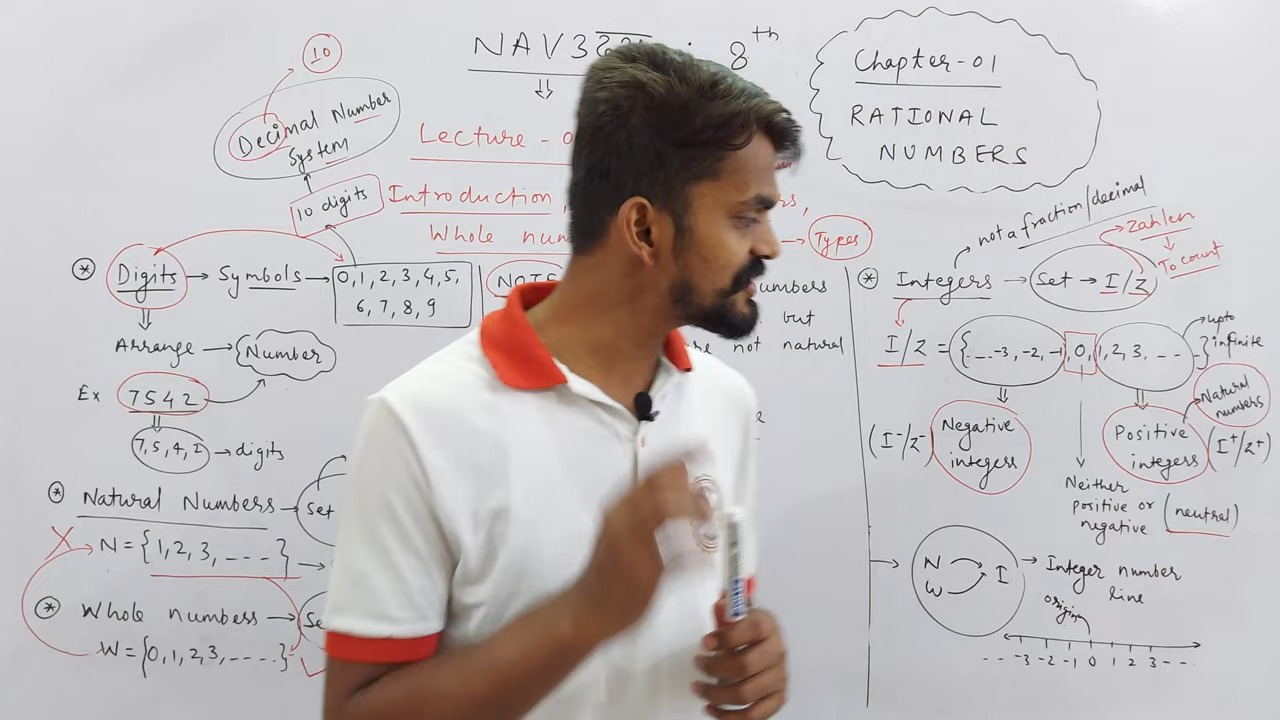 NAV3 8th
Chapter-01
RATIONAL
NUMBERS
10
Decimal Number
System
10 digits
Lecture - 0
Introduction,
Whole num
→ Types
* Digits → Symbols → 0, 1, 2, 3, 4, 5,
6, 7, 8, 9
Arrange → Number
Ex 7542
7, 5, 4, 2 → digits
* Natural Numbers → Set
N = {1, 2, 3, ----} →
* Whole numbers →
W = {0, 1, 2, 3, -----}
umbers
but
not natural
not a fraction/decimal
* Integers → Set → I/Z
Zahlen
To count
I/Z = {---3, -2, -1, 0, 1, 2, 3, ---}
upto
infinite
Natural
numbers
(I⁻/Z⁻) Negative
integers
Positive
integers (I⁺/Z⁺)
Neither
positive or
negative (neutral)
→ N
W → I → Integer number
line
origin
-- -3 -2 -1 0 1 2 3 --